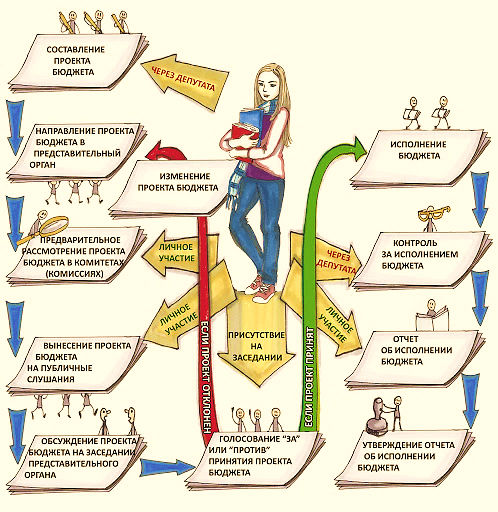 СОСТАВЛЕНИЕ
ПРОЕКТА
БЮДЖЕТА
ЧЕРЕЗ ДЕПУТАТА
НАПРАВЛЕНИЕ ПРОЕКТА
БЮДЖЕТА В
ПРЕДСТАВИТЕЛЬНЫЙ
ОРГАН
ИЗМЕНЕНИЕ
ПРОЕКТА БЮДЖЕТА
ПРЕДВАРИТЕЛЬНОЕ
РАССМОТРЕНИЕ ПРОЕКТА
БЮДЖЕТА В КОМИТЕТАХ
(КОМИССИЯХ)
ЛИЧНОЕ
УЧАСТИЕ
ВЫНЕСЕНИЕ ПРОЕКТА
БЮДЖЕТА
НА ПУБЛИЧНЫЕ
СЛУШАНИЯ
ЛИЧНОЕ
УЧАСТИЕ
ОБСУЖДЕНИЕ ПРОЕКТА
БЮДЖЕТА НА ЗАСЕДАНИИ
ПРЕДСТАВИТЕЛЬНОГО
ОРГАНА
ПРИСУТСТВИЕ
НА
ЗАСЕДАНИИ
ГОЛОСОВАНИЕ "ЗА"
ИЛИ "ПРОТИВ"
ПРИНЯТИЯ ПРОЕКТА
БЮДЖЕТА
ЕСЛИ ПРОЕКТ ОТКЛОНЕН
ЕСЛИ ПРОЕКТ ПРИНЯТ
ИСПОЛНЕНИЕ
БЮДЖЕТА
ЧЕРЕЗ
ДЕПУТАТА
КОНТРОЛЬ
ЗА ИСПОЛНЕНИЕМ
БЮДЖЕТА
ЛИЧНОЕ
УЧАСТИЕ
ОТЧЕТ
ОБ ИСПОЛНЕНИИ
БЮДЖЕТА
УТВЕРЖДЕНИЕ ОТЧЕТА
ОБ ИСПОЛНЕНИИ
БЮДЖЕТА